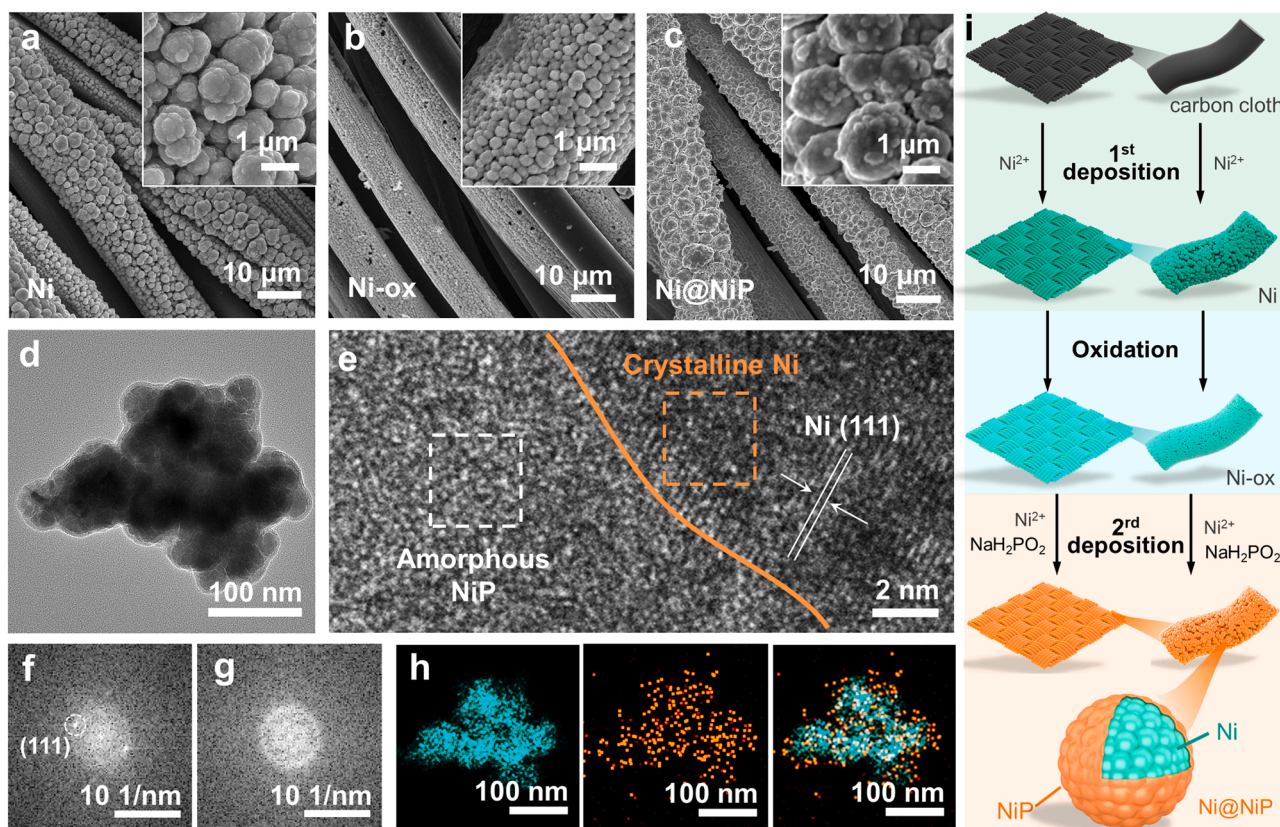 a
1 μm
Ni
10 μm
b
1 μm
Ni-ox
10 μm
c
1 μm
Ni@NiP
10 μm
d
100 nm
e
Crystalline Ni
Ni (111)
Amorphous
NiP
2 nm
f
(111)
10 1/nm
g
10 1/nm
h
100 nm
100 nm
100 nm
i
carbon cloth
Ni²⁺
1ˢᵗ
deposition
Ni²⁺
Ni
Oxidation
Ni-ox
Ni²⁺
NaH₂PO₂
2ʳᵈ
deposition
Ni²⁺
NaH₂PO₂
Ni
NiP
Ni@NiP